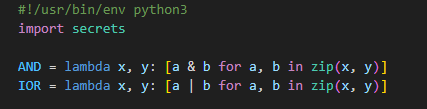 #!/usr/bin/env python3
import secrets
AND = lambda x, y: [a & b for a, b in zip(x, y)]
IOR = lambda x, y: [a | b for a, b in zip(x, y)]